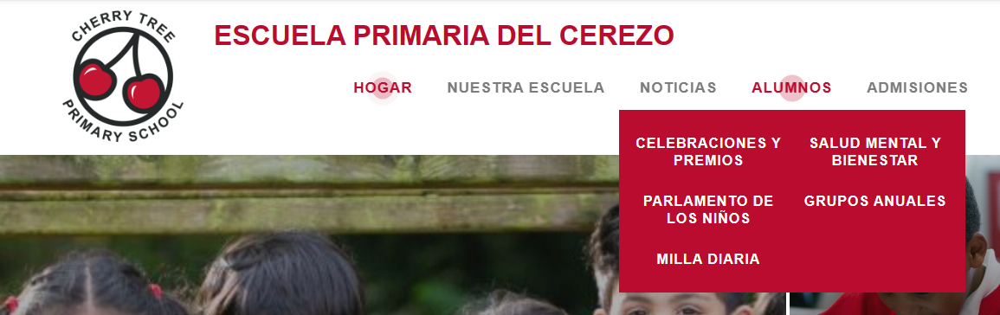 CHERRY TREE
PRIMARY SCHOOL
ESCUELA PRIMARIA DEL CEREZO
HOGAR NUESTRA ESCUELA NOTICIAS ALUMNOS ADMISIONES
CELEBRACIONES Y
PREMIOS
SALUD MENTAL Y
BIENESTAR
PARLAMENTO DE
LOS NIÑOS
GRUPOS ANUALES
MILLA DIARIA